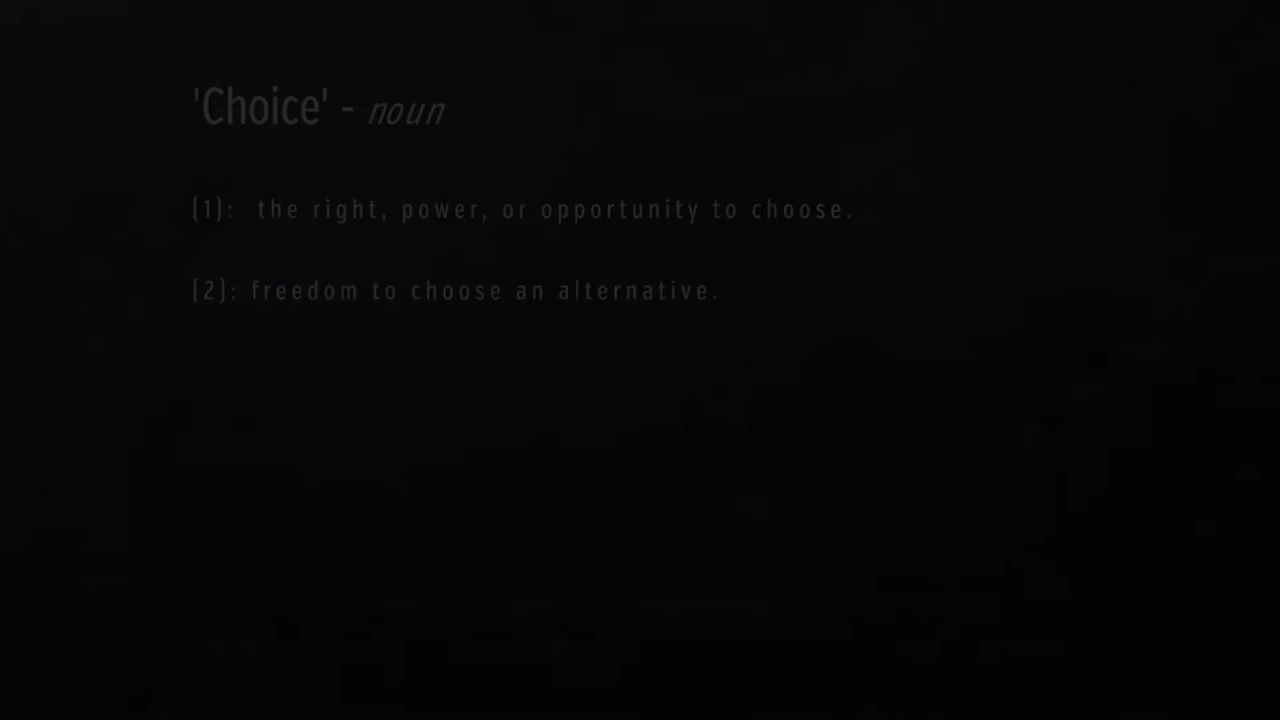 'Choice' - noun
(1): the right, power, or opportunity to choose.
(2): freedom to choose an alternative.